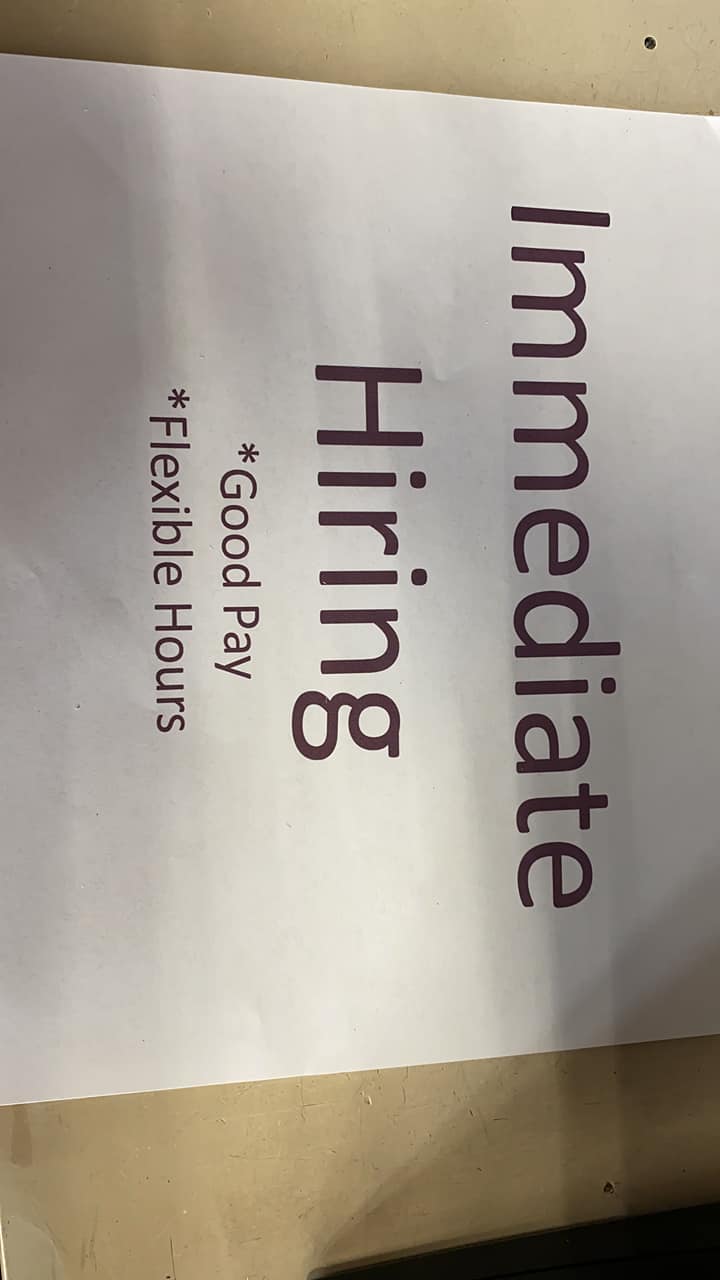 Immediate
Hiring
*Good Pay
*Flexible Hours